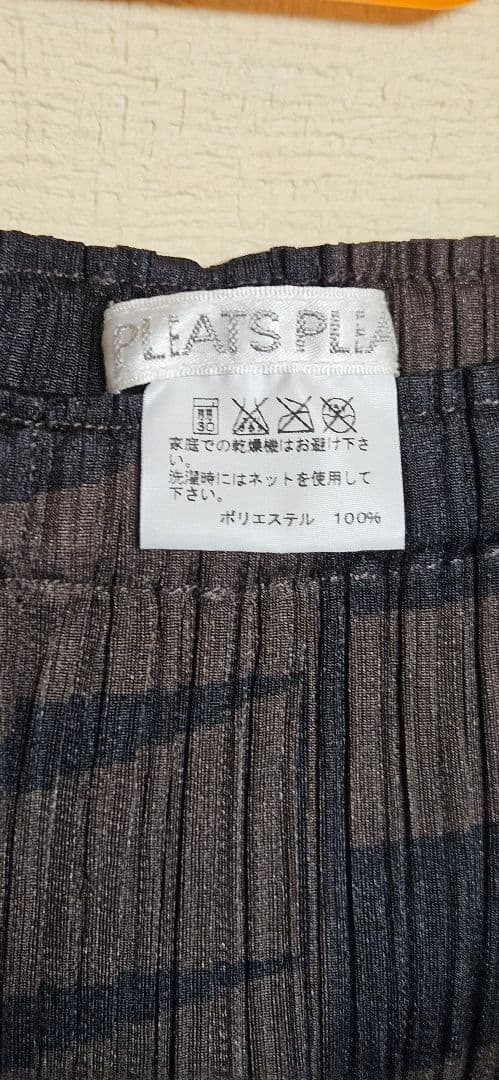 PLEATS PLEA
30
家庭での乾燥機はお避け下さ
い。
洗濯時にはネットを使用して
下さい。
ポリエステル 100%